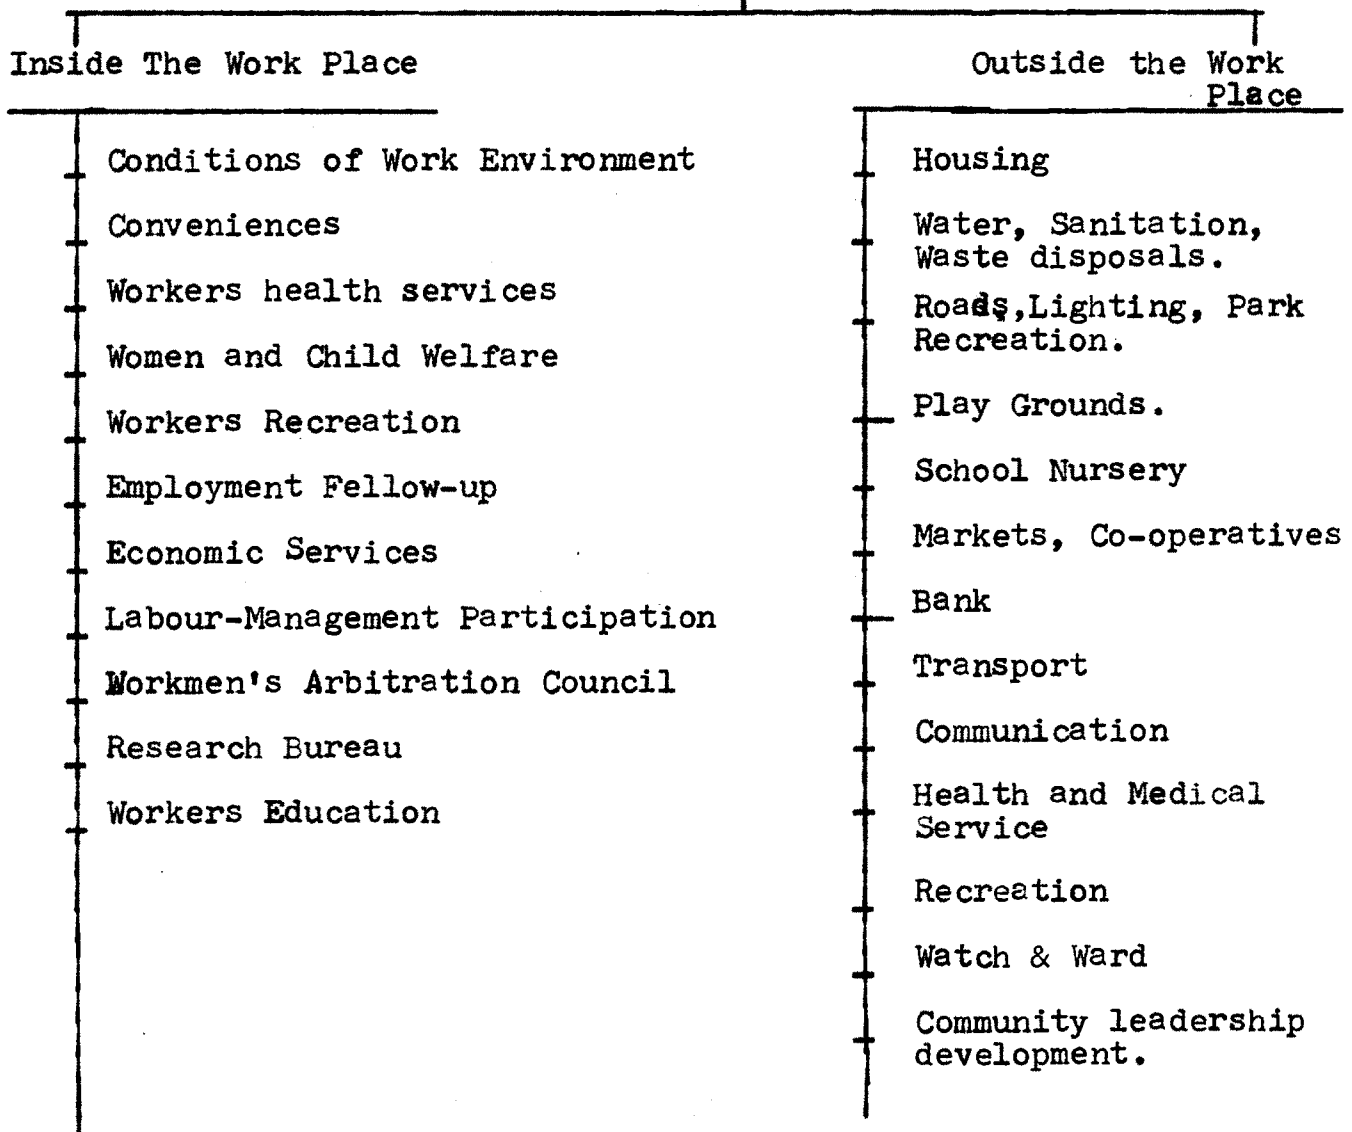 Inside The Work Place
Conditions of Work Environment
Conveniences
Workers health services
Women and Child Welfare
Workers Recreation
Employment Fellow-up
Economic Services
Labour-Management Participation
Workmen's Arbitration Council
Research Bureau
Workers Education
Outside the Work
Place
Housing
Water, Sanitation,
Waste disposals.
Roads,Lighting, Park
Recreation.
Play Grounds.
School Nursery
Markets, Co-operatives
Bank
Transport
Communication
Health and Medical
Service
Recreation
Watch & Ward
Community leadership
development.